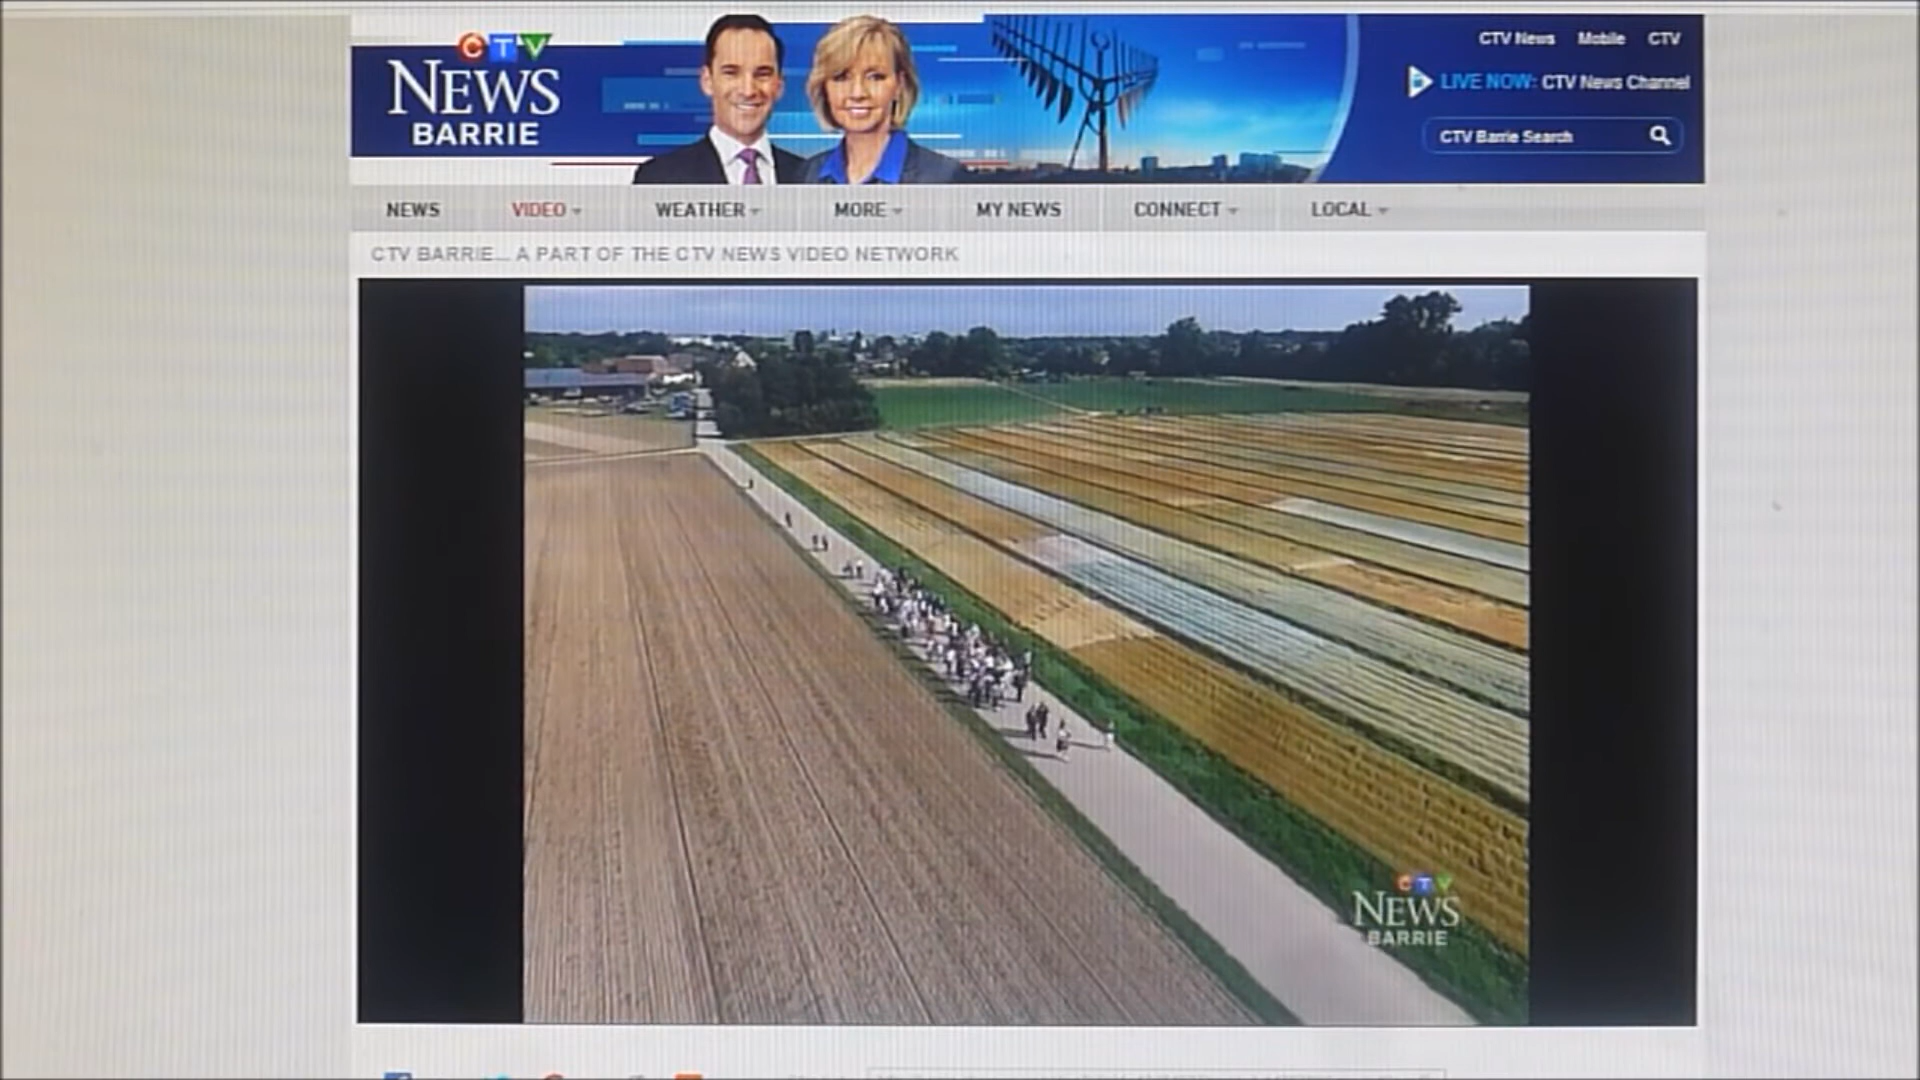 CTV
NEWS
BARRIE
CTV News Mobile CTV
LIVE NOW: CTV News Channel
CTV Barrie Search
NEWS VIDEO WEATHER MORE MY NEWS CONNECT LOCAL
CTV BARRIE... A PART OF THE CTV NEWS VIDEO NETWORK
CTV
NEWS
BARRIE